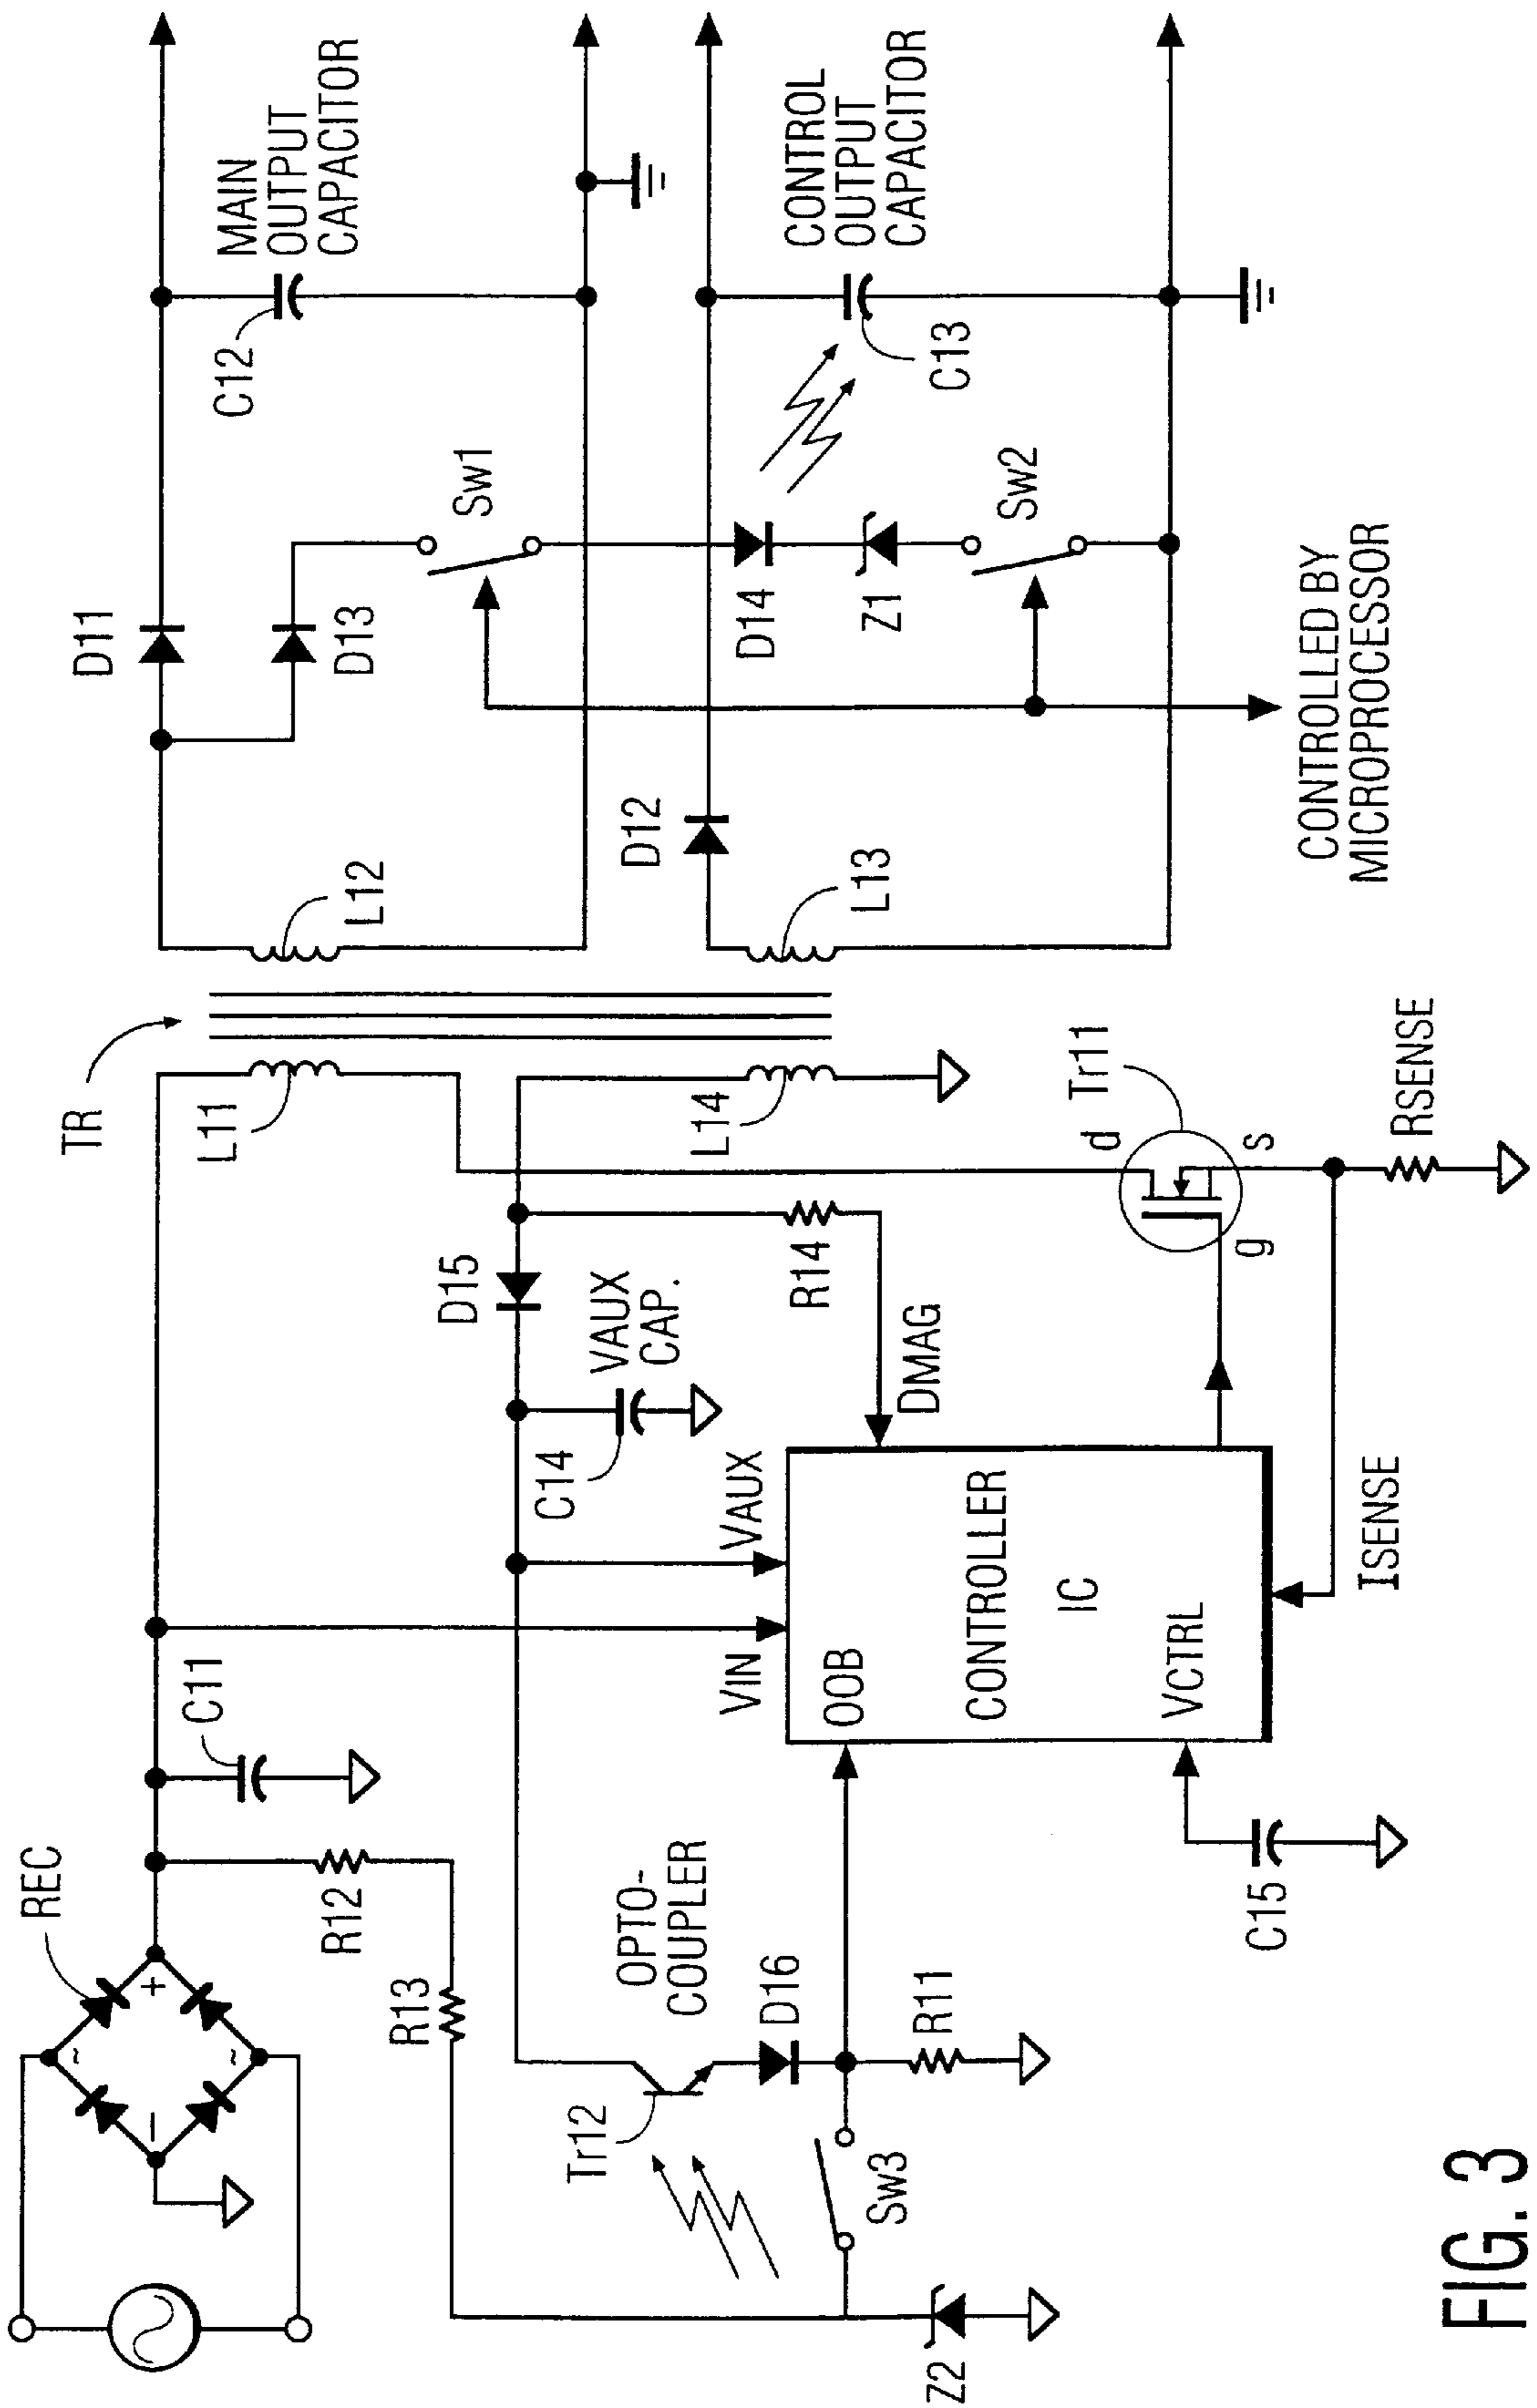 REC
+
~
~
−
C11
R12
R13
TR
L11
L12
D11
D13
Sw1
C12
MAIN
OUTPUT
CAPACITOR
D15
VAUX
CAP.
C14
L14
R14
DMAG
D12
L13
D14
Z1
Sw2
C13
CONTROL
OUTPUT
CAPACITOR
CONTROLLED BY
MICROPROCESSOR
OPTO-
COUPLER
Tr12
D16
Sw3
R11
Z2
VIN
VAUX
OOB
CONTROLLER
IC
VCTRL
C15
ISENSE
Tr11
d
g
s
RSENSE
FIG. 3